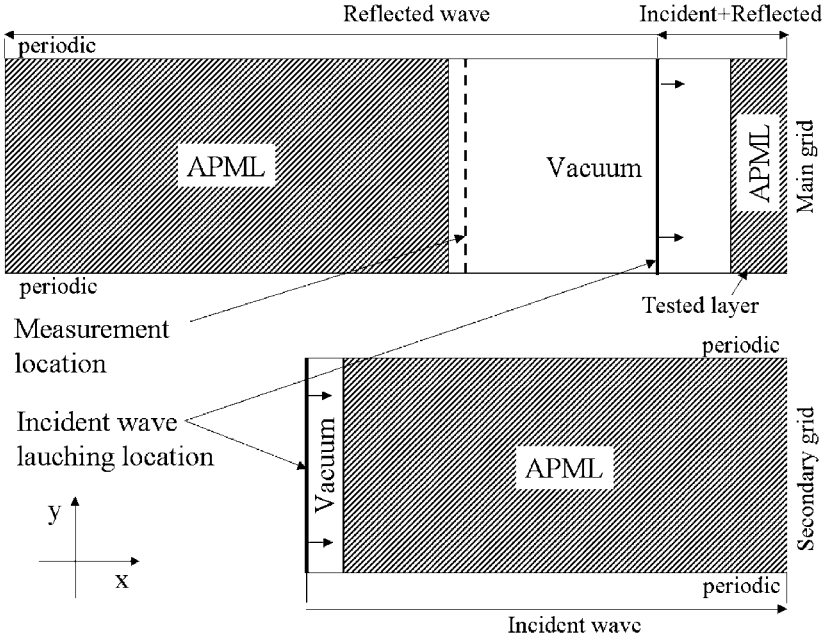 Reflected wave
Incident+Reflected
periodic
APML
Vacuum
APML
Main grid
periodic
Tested layer
Measurement
location
periodic
Incident wave
lauching location
Vacuum
APML
Secondary grid
y
x
periodic
Incident wave